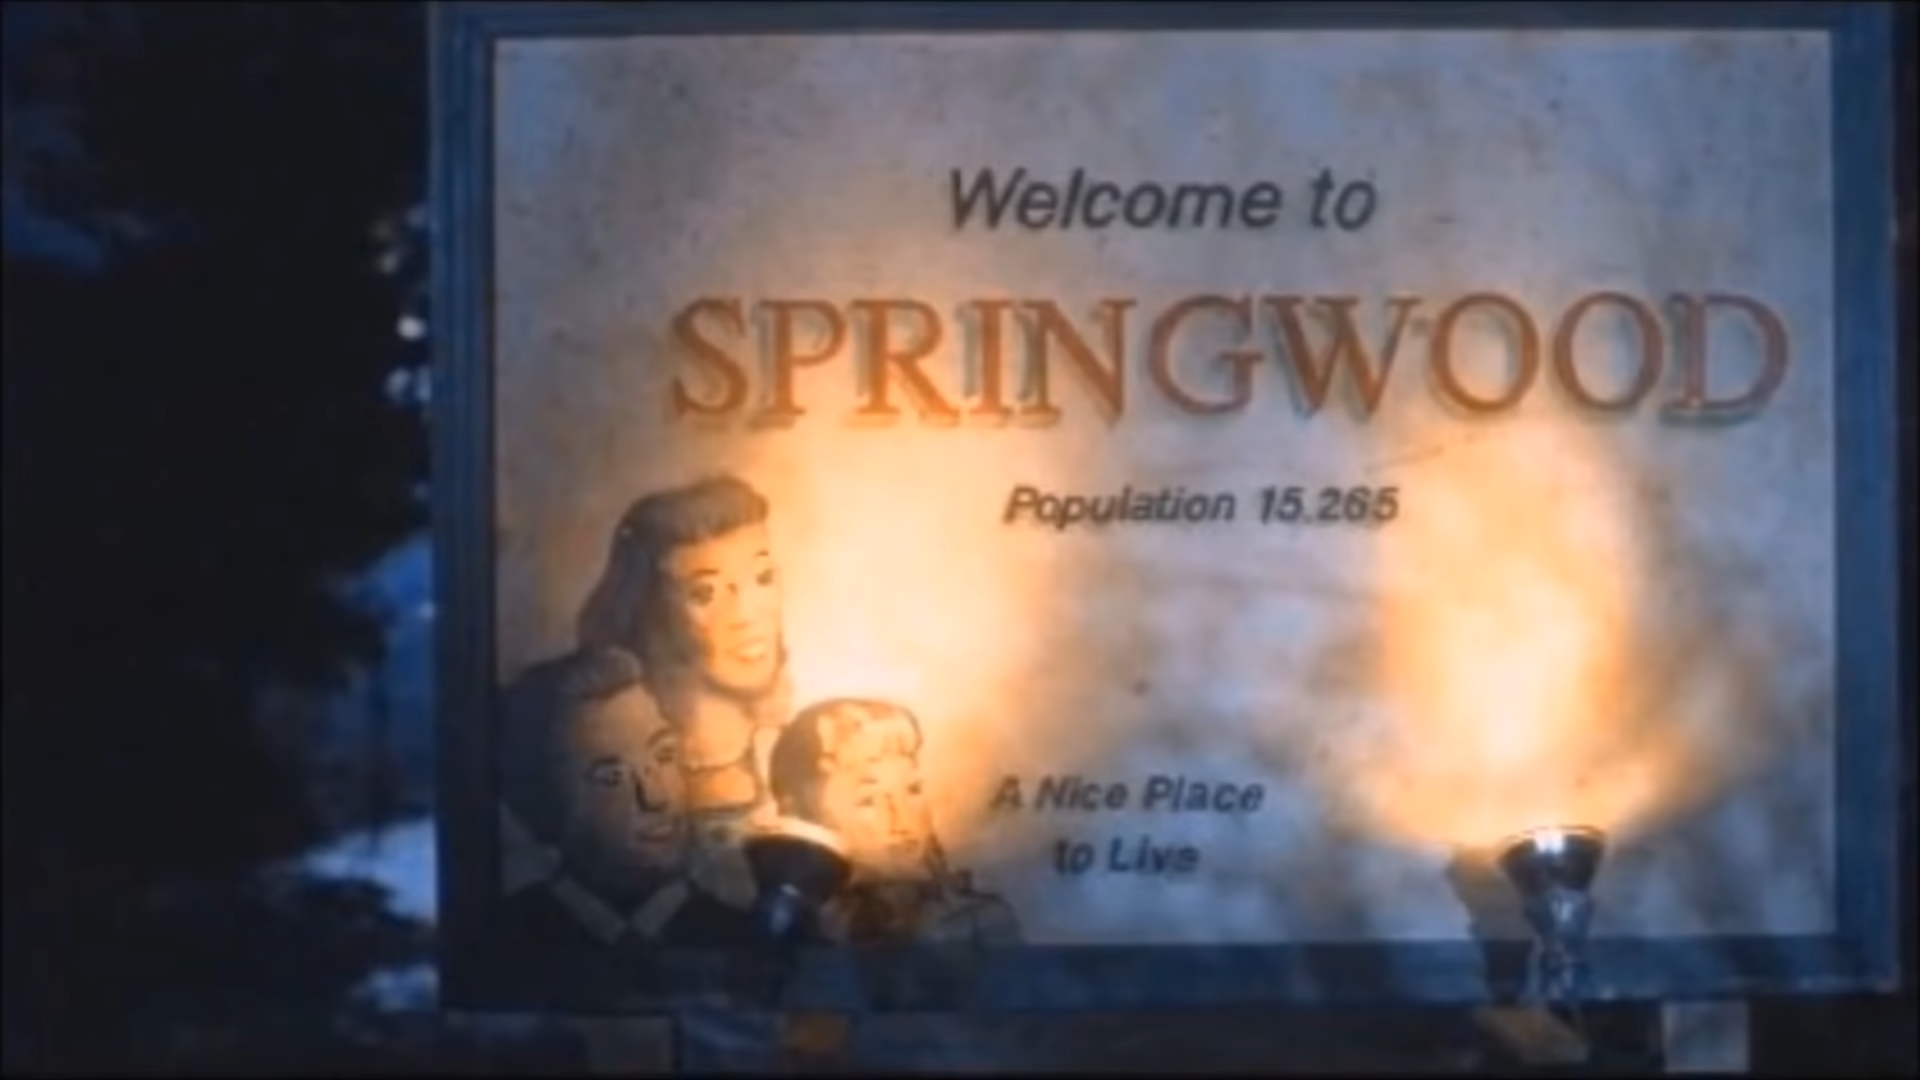 Welcome to
SPRINGWOOD
Population 15.265
A Nice Place
to Live